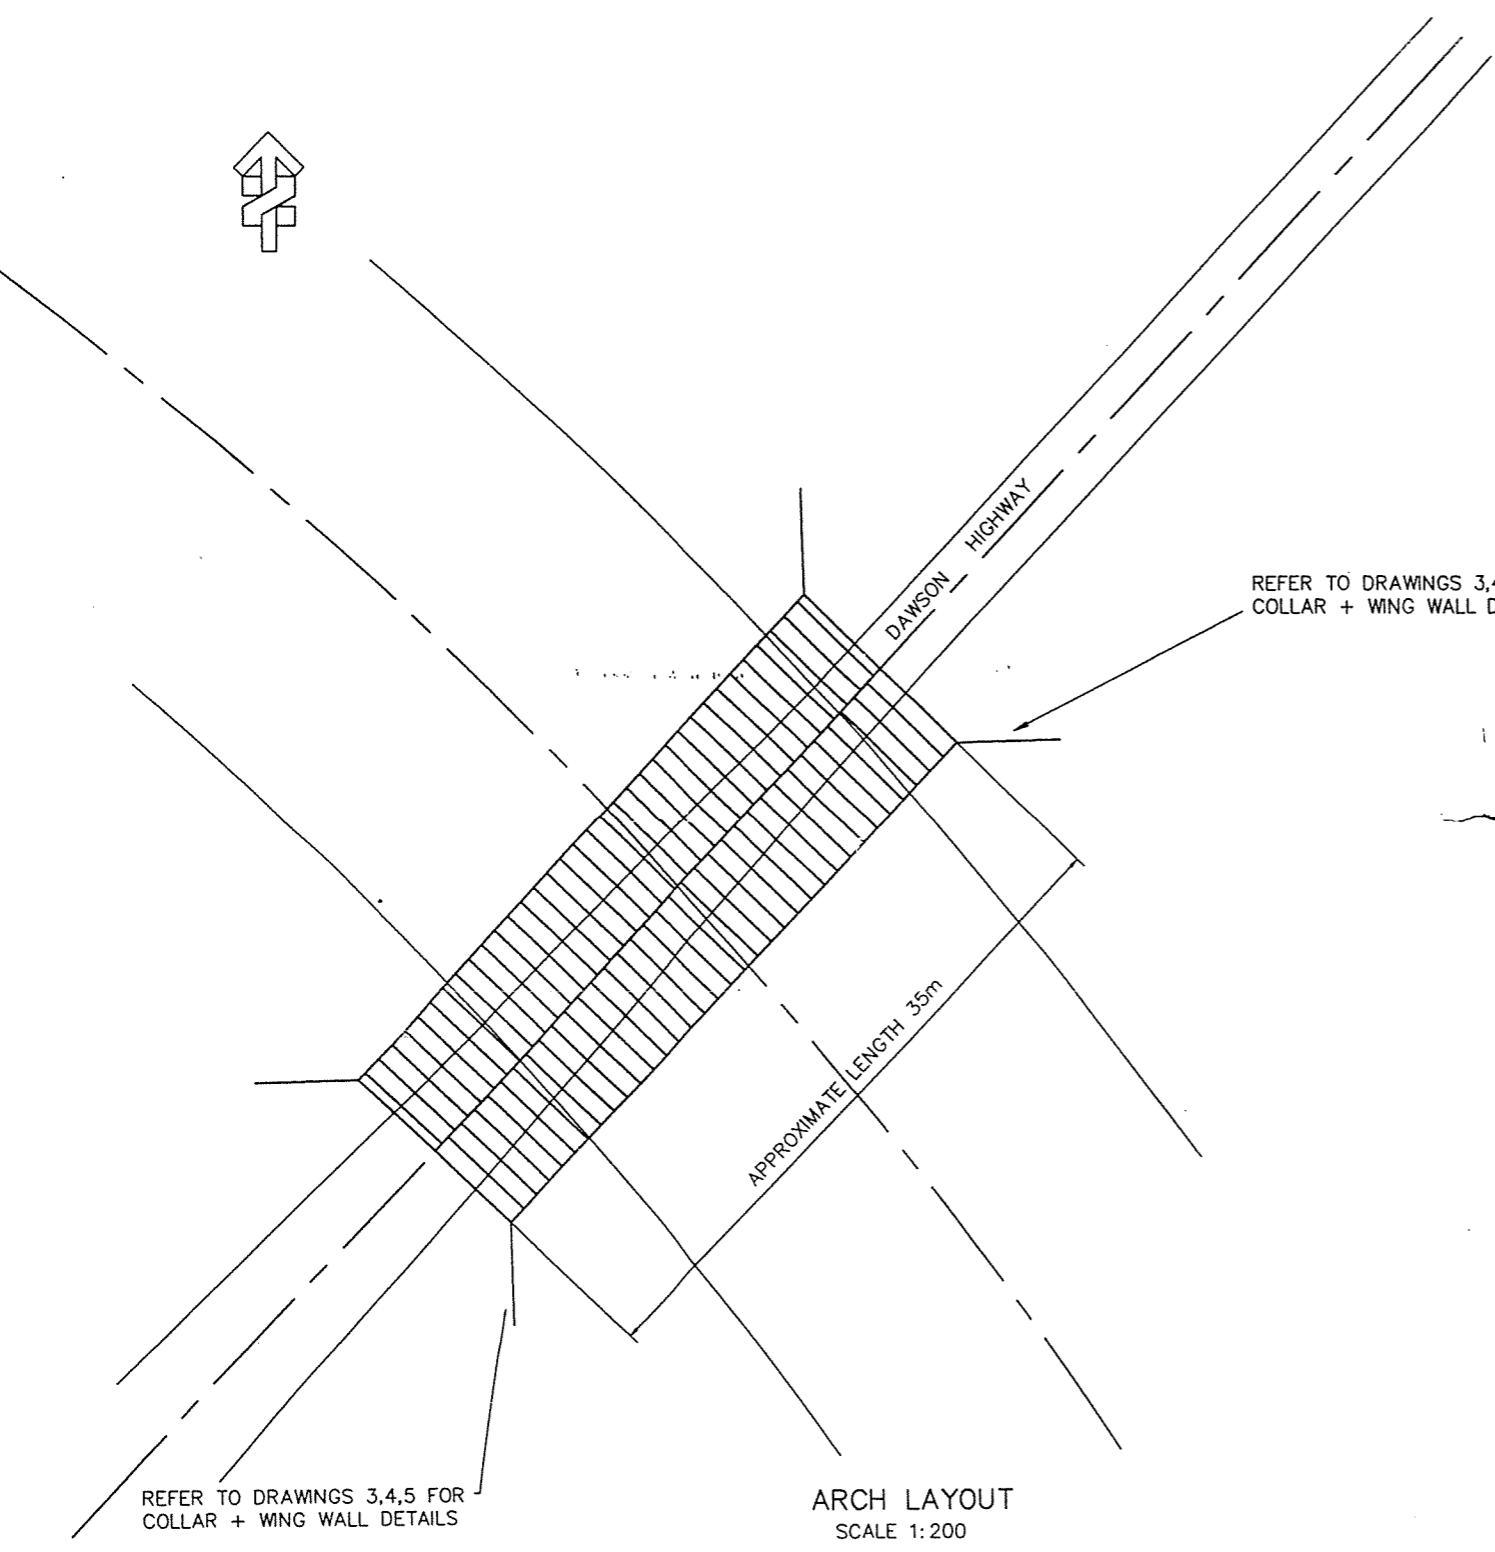 DAWSON HIGHWAY
REFER TO DRAWINGS 3,4
COLLAR + WING WALL D
APPROXIMATE LENGTH 35m
REFER TO DRAWINGS 3,4,5 FOR
COLLAR + WING WALL DETAILS
ARCH LAYOUT
SCALE 1:200